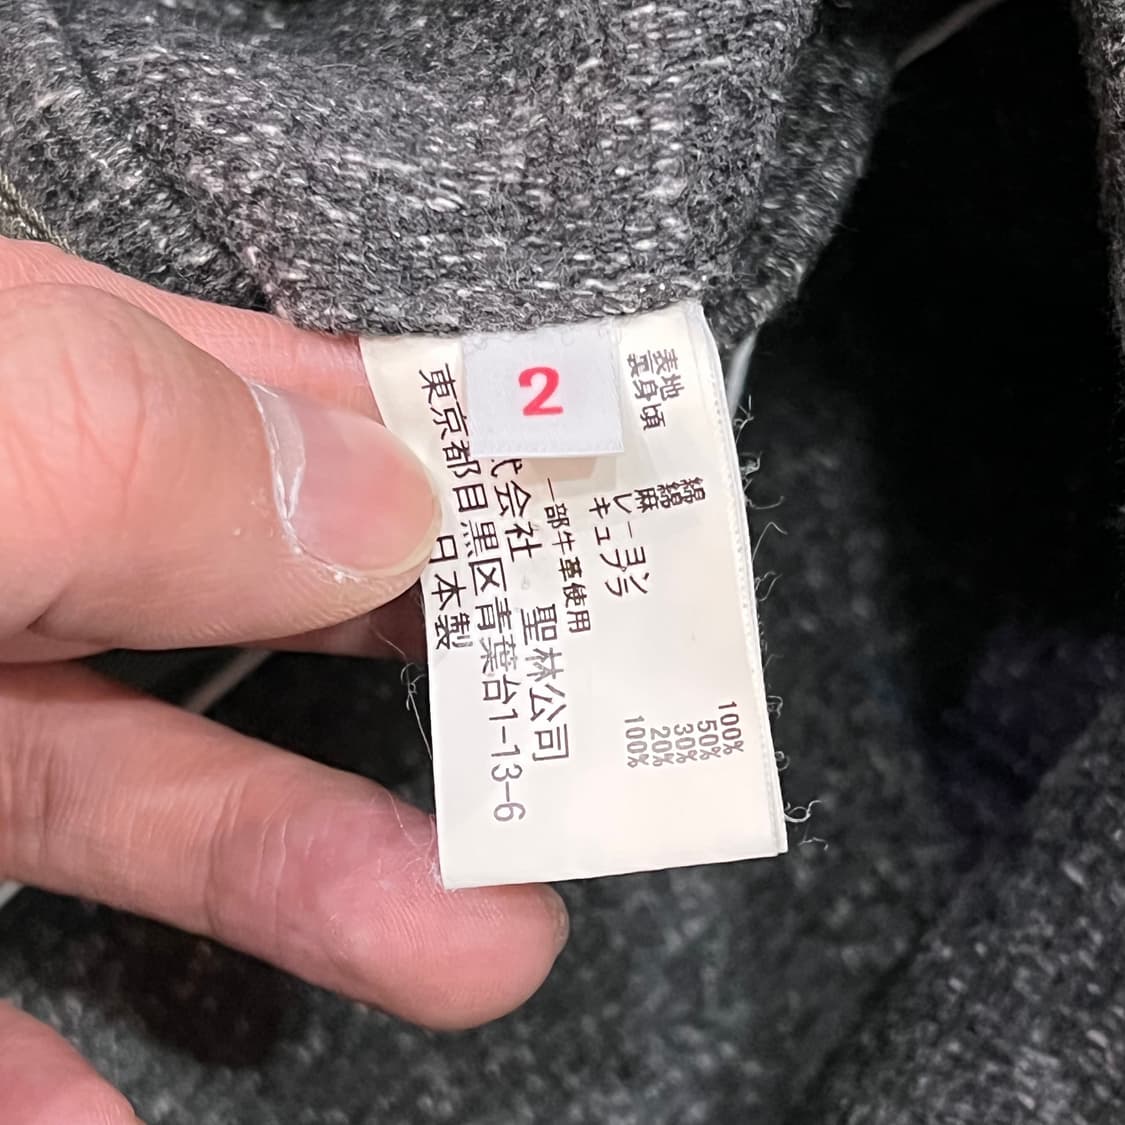 2
表地 綿 100%
裏身頃 綿 50%
麻 30%
レーヨン 20%
キュプラ 100%
一部牛革使用
会社 聖林公司
東京都目黒区青葉台1-13-6
日本製